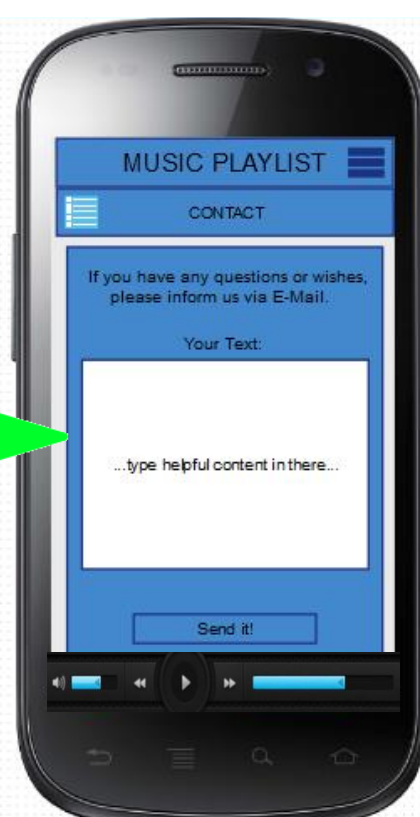 MUSIC PLAYLIST
CONTACT
If you have any questions or wishes,
please inform us via E-Mail.
Your Text:
...type helpful content in there...
Send it!